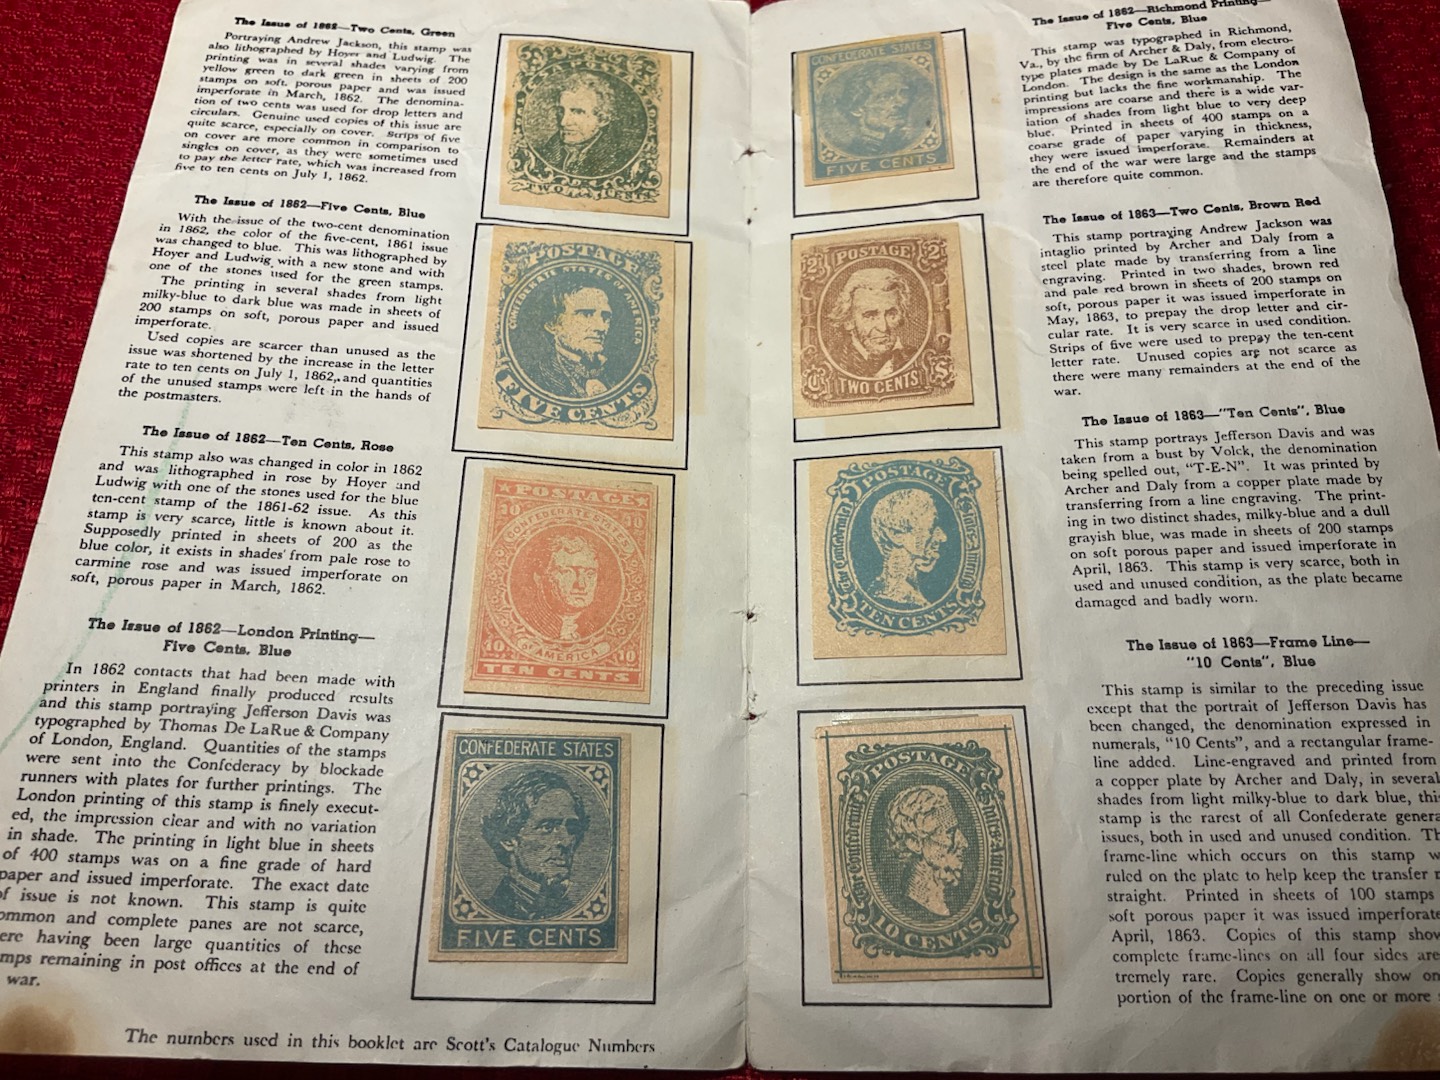 The Issue of 1862—Two Cents, Green
Portraying Andrew Jackson, this stamp was
also lithographed by Hoyer and Ludwig. The
printing was in several shades varying from
yellow green to dark green in sheets of 200
stamps on soft, porous paper and was issued
imperforate in March, 1862. The denomina-
tion of two cents was used for drop letters and
circulars. Genuine used copies of this issue are
quite scarce, especially on cover. Strips of five
on cover are more common in comparison to
singles on cover, as they were sometimes used
to pay the letter rate, which was increased from
five to ten cents on July 1, 1862.
The Issue of 1862—Five Cents, Blue
With the issue of the two-cent denomination
in 1862, the color of the five-cent, 1861 issue
was changed to blue. This was lithographed by
Hoyer and Ludwig with a new stone and with
one of the stones used for the green stamps.
The printing in several shades from light
milky-blue to dark blue was made in sheets of
200 stamps on soft, porous paper and issued
imperforate.
Used copies are scarcer than unused as the
issue was shortened by the increase in the letter
rate to ten cents on July 1, 1862, and quantities
of the unused stamps were left in the hands of
the postmasters.
The Issue of 1862—Ten Cents, Rose
This stamp also was changed in color in 1862
and was lithographed in rose by Hoyer and
Ludwig with one of the stones used for the blue
ten-cent stamp of the 1861-62 issue. As this
stamp is very scarce, little is known about it.
Supposedly printed in sheets of 200 as the
blue color, it exists in shades from pale rose to
carmine rose and was issued imperforate on
soft, porous paper in March, 1862.
The Issue of 1862—London Printing—
Five Cents, Blue
In 1862 contacts that had been made with
printers in England finally produced results
and this stamp portraying Jefferson Davis was
typographed by Thomas De LaRue & Company
of London, England. Quantities of the stamps
were sent into the Confederacy by blockade
runners with plates for further printings. The
London printing of this stamp is finely execut-
ed, the impression clear and with no variation
in shade. The printing in light blue in sheets
of 400 stamps was on a fine grade of hard
paper and issued imperforate. The exact date
of issue is not known. This stamp is quite
ommon and complete panes are not scarce,
ere having been large quantities of these
mps remaining in post offices at the end of
war.
The numbers used in this booklet are Scott's Catalogue Numbers
TWO CENTS
POSTAGE
CONFEDERATE STATES OF AMERICA
FIVE CENTS
POSTAGE
10 10
CONFEDERATE STATES
OF AMERICA
10 10
TEN CENTS
CONFEDERATE STATES
FIVE CENTS
CONFEDERATE STATES
FIVE CENTS
2 POSTAGE 2
TWO CENTS
POSTAGE
The Confederate States of America
TEN CENTS
POSTAGE
The Confederate States of America
10 CENTS
The Issue of 1862—Richmond Printing—
Five Cents, Blue
This stamp was typographed in Richmond,
Va., by the firm of Archer & Daly, from electro-
type plates made by De LaRue & Company of
London. The design is the same as the London
printing but lacks the fine workmanship. The
impressions are coarse and there is a wide var-
iation of shades from light blue to very deep
blue. Printed in sheets of 400 stamps on a
coarse grade of paper varying in thickness,
they were issued imperforate. Remainders at
the end of the war were large and the stamps
are therefore quite common.
The Issue of 1863—Two Cents, Brown Red
This stamp portraying Andrew Jackson was
intaglio printed by Archer and Daly from a
steel plate made by transferring from a line
engraving. Printed in two shades, brown red
and pale red brown in sheets of 200 stamps on
soft, porous paper it was issued imperforate in
May, 1863, to prepay the drop letter and cir-
cular rate. It is very scarce in used condition.
Strips of five were used to prepay the ten-cent
letter rate. Unused copies are not scarce as
there were many remainders at the end of the
war.
The Issue of 1863—"Ten Cents", Blue
This stamp portrays Jefferson Davis and was
taken from a bust by Volck, the denomination
being spelled out, "T-E-N". It was printed by
Archer and Daly from a copper plate made by
transferring from a line engraving. The print-
ing in two distinct shades, milky-blue and a dull
grayish blue, was made in sheets of 200 stamps
on soft porous paper and issued imperforate in
April, 1863. This stamp is very scarce, both in
used and unused condition, as the plate became
damaged and badly worn.
The Issue of 1863—Frame Line—
"10 Cents", Blue
This stamp is similar to the preceding issue
except that the portrait of Jefferson Davis has
been changed, the denomination expressed in
numerals, "10 Cents", and a rectangular frame-
line added. Line-engraved and printed from
a copper plate by Archer and Daly, in several
shades from light milky-blue to dark blue, this
stamp is the rarest of all Confederate genera
issues, both in used and unused condition. Th
frame-line which occurs on this stamp w
ruled on the plate to help keep the transfer
straight. Printed in sheets of 100 stamps
soft porous paper it was issued imperforate
April, 1863. Copies of this stamp show
complete frame-lines on all four sides are
tremely rare. Copies generally show on
portion of the frame-line on one or more